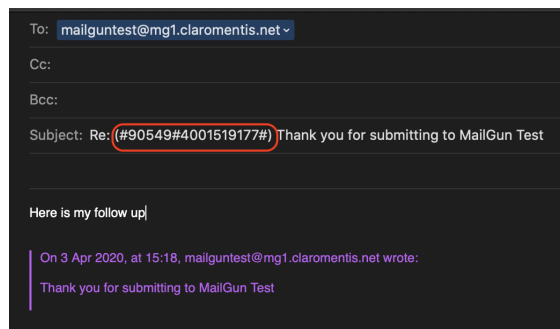 To: mailguntest@mg1.claromentis.net
Cc:
Bcc:
Subject: Re: (#90549#4001519177#) Thank you for submitting to MailGun Test
Here is my follow up
On 3 Apr 2020, at 15:18, mailguntest@mg1.claromentis.net wrote:
Thank you for submitting to MailGun Test